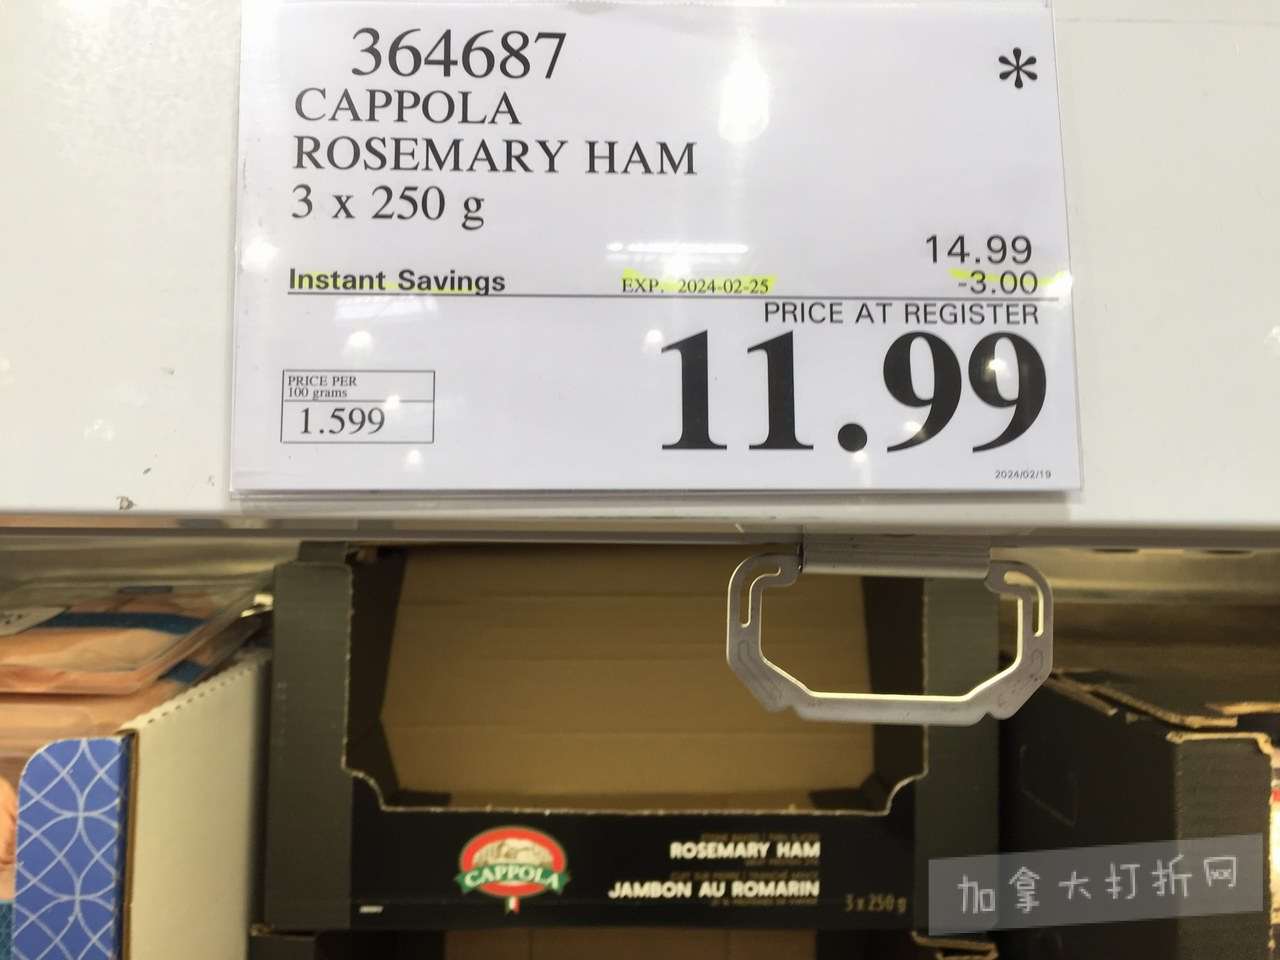 364687
*
CAPPOLA
ROSEMARY HAM
3 x 250 g
14.99
Instant Savings
EXP. 2024-02-25
-3.00
PRICE AT REGISTER
11.99
PRICE PER
100 grams
1.599
2024/02/19
CAPPOLA
ROSEMARY HAM
JAMBON AU ROMARIN
3 x 250 g
加拿大打折网